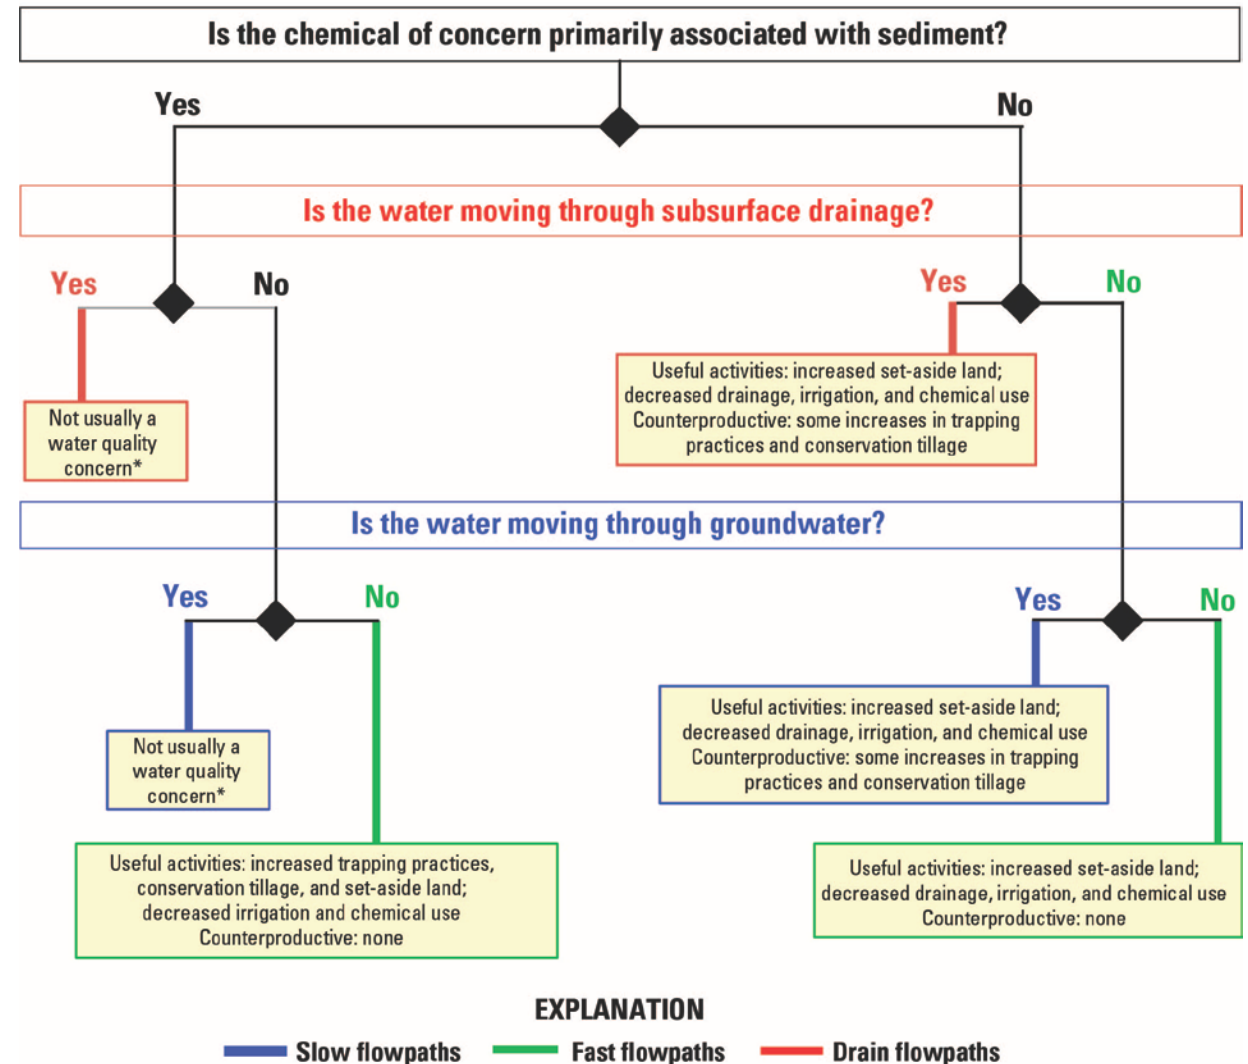 Is the chemical of concern primarily associated with sediment?
Yes
No
Is the water moving through subsurface drainage?
Yes
No
Yes
No
Not usually a
water quality
concern*
Useful activities: increased set-aside land;
decreased drainage, irrigation, and chemical use
Counterproductive: some increases in trapping
practices and conservation tillage
Is the water moving through groundwater?
Yes
No
Yes
No
Not usually a
water quality
concern*
Useful activities: increased set-aside land;
decreased drainage, irrigation, and chemical use
Counterproductive: some increases in trapping
practices and conservation tillage
Useful activities: increased trapping practices,
conservation tillage, and set-aside land;
decreased irrigation and chemical use
Counterproductive: none
Useful activities: increased set-aside land;
decreased drainage, irrigation, and chemical use
Counterproductive: none
EXPLANATION
Slow flowpaths
Fast flowpaths
Drain flowpaths